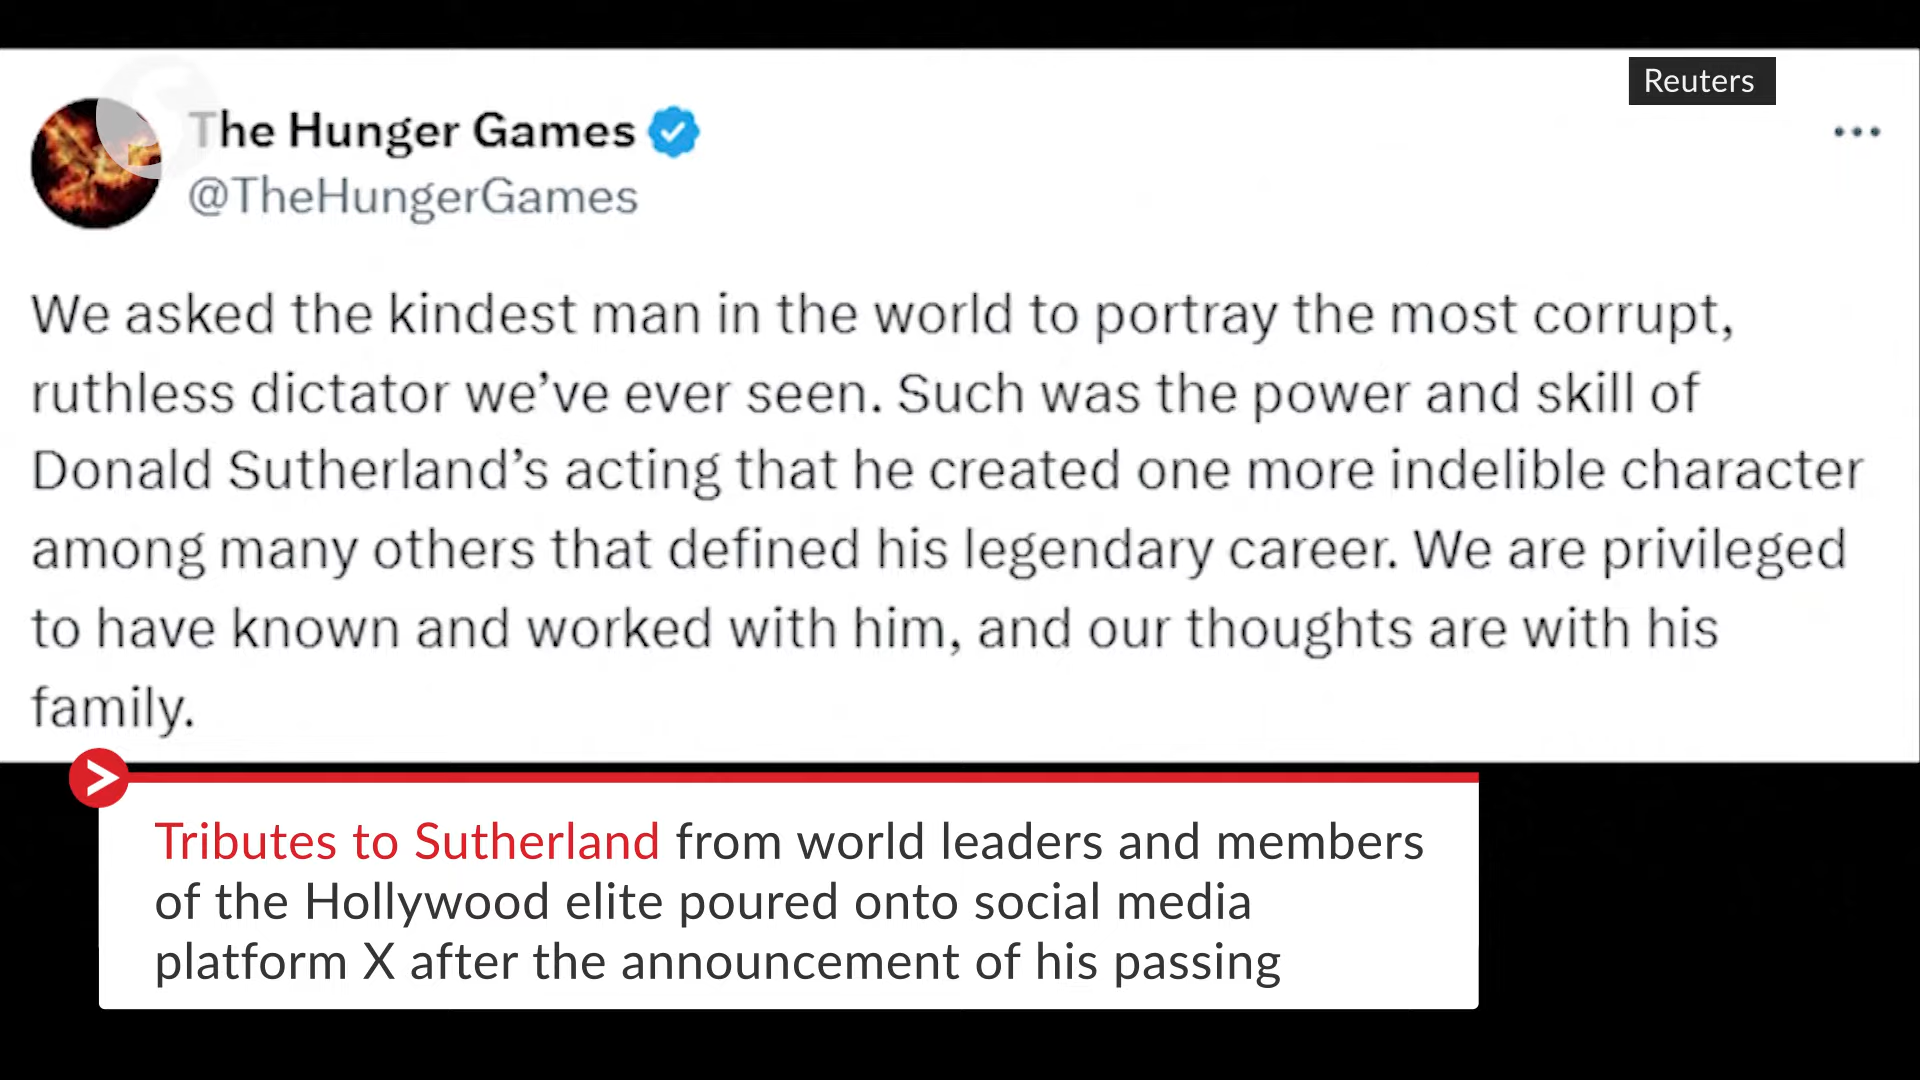 Reuters
The Hunger Games
@TheHungerGames
We asked the kindest man in the world to portray the most corrupt,
ruthless dictator we’ve ever seen. Such was the power and skill of
Donald Sutherland’s acting that he created one more indelible character
among many others that defined his legendary career. We are privileged
to have known and worked with him, and our thoughts are with his
family.
Tributes to Sutherland from world leaders and members
of the Hollywood elite poured onto social media
platform X after the announcement of his passing